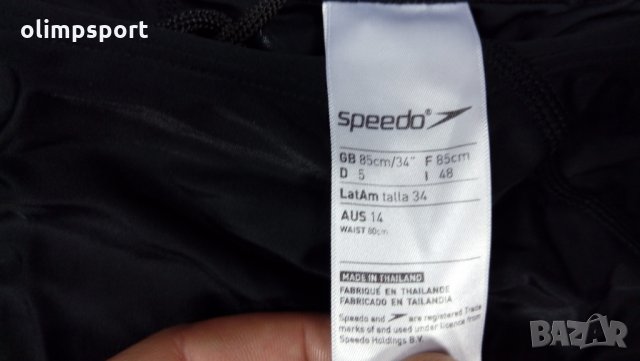 olimpsport
speedo®
GB 85cm/34" F 85cm
D 5 I 48
LatAm talla 34
AUS 14
WAIST 80cm
MADE IN THAILAND
FABRIQUÉ EN THAILANDE
FABRICADO EN TAILANDIA
Speedo and are registered Trade
marks of and used under licence from
Speedo Holdings B.V.
BAZAR